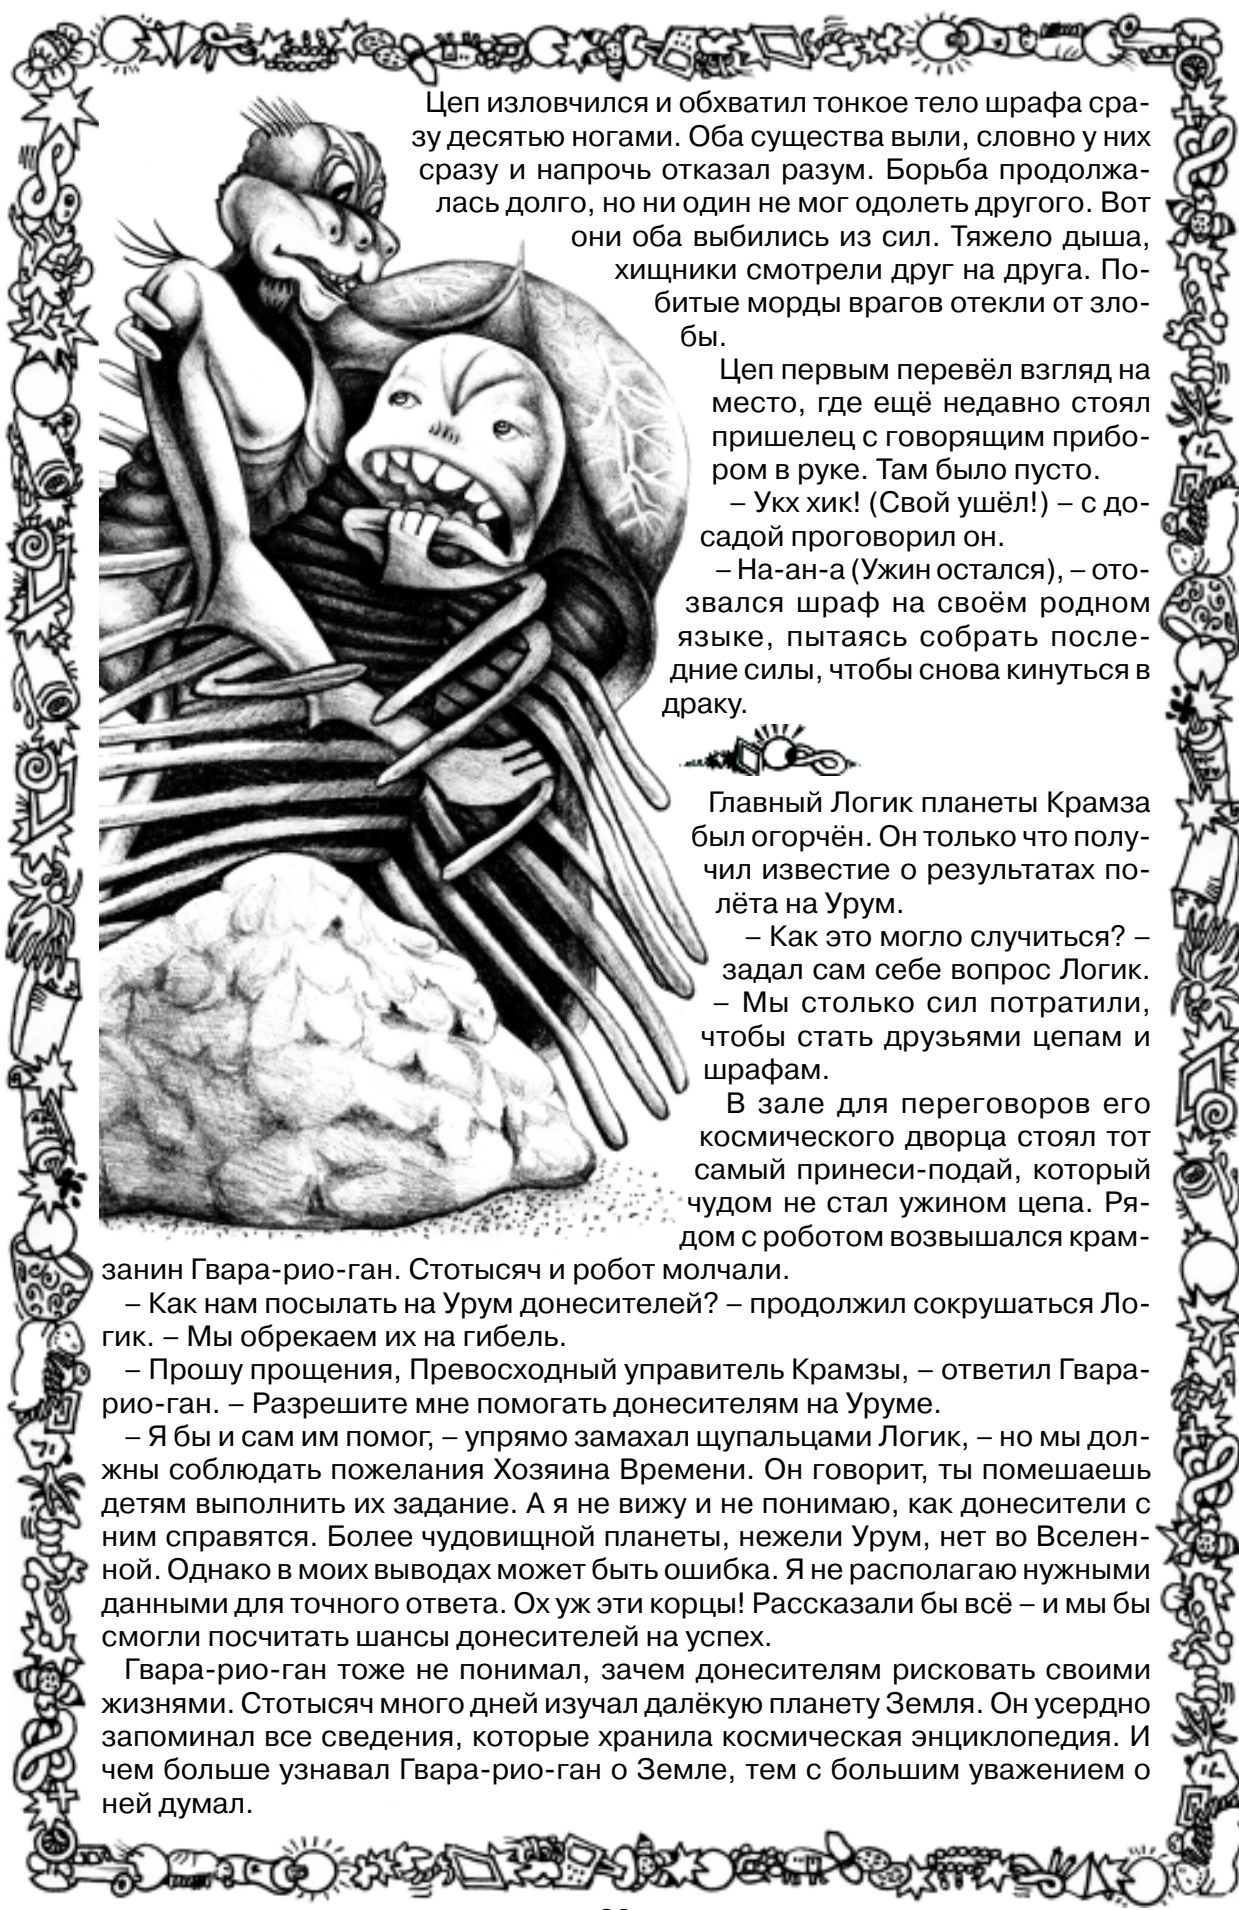 Цеп изловчился и обхватил тонкое тело шрафа сра-
зу десятью ногами. Оба существа выли, словно у них
сразу и напрочь отказал разум. Борьба продолжа-
лась долго, но ни один не мог одолеть другого. Вот
они оба выбились из сил. Тяжело дыша,
хищники смотрели друг на друга. По-
битые морды врагов отекли от зло-
бы.
Цеп первым перевёл взгляд на
место, где ещё недавно стоял
пришелец с говорящим прибо-
ром в руке. Там было пусто.
– Укх хик! (Свой ушёл!) – с до-
садой проговорил он.
– На-ан-а (Ужин остался), – ото-
звался шраф на своём родном
языке, пытаясь собрать после-
дние силы, чтобы снова кинуться в
драку.
Главный Логик планеты Крамза
был огорчён. Он только что полу-
чил известие о результатах по-
лёта на Урум.
– Как это могло случиться? –
задал сам себе вопрос Логик.
– Мы столько сил потратили,
чтобы стать друзьями цепам и
шрафам.
В зале для переговоров его
космического дворца стоял тот
самый принеси-подай, который
чудом не стал ужином цепа. Ря-
дом с роботом возвышался крам-
занин Гвара-рио-ган. Стотысяч и робот молчали.
– Как нам посылать на Урум донесителей? – продолжил сокрушаться Ло-
гик. – Мы обрекаем их на гибель.
– Прошу прощения, Превосходный управитель Крамзы, – ответил Гвара-
рио-ган. – Разрешите мне помогать донесителям на Уруме.
– Я бы и сам им помог, – упрямо замахал щупальцами Логик, – но мы дол-
жны соблюдать пожелания Хозяина Времени. Он говорит, ты помешаешь
детям выполнить их задание. А я не вижу и не понимаю, как донесители с
ним справятся. Более чудовищной планеты, нежели Урум, нет во Вселен-
ной. Однако в моих выводах может быть ошибка. Я не располагаю нужными
данными для точного ответа. Ох уж эти корцы! Рассказали бы всё – и мы бы
смогли посчитать шансы донесителей на успех.
Гвара-рио-ган тоже не понимал, зачем донесителям рисковать своими
жизнями. Стотысяч много дней изучал далёкую планету Земля. Он усердно
запоминал все сведения, которые хранила космическая энциклопедия. И
чем больше узнавал Гвара-рио-ган о Земле, тем с большим уважением о
ней думал.